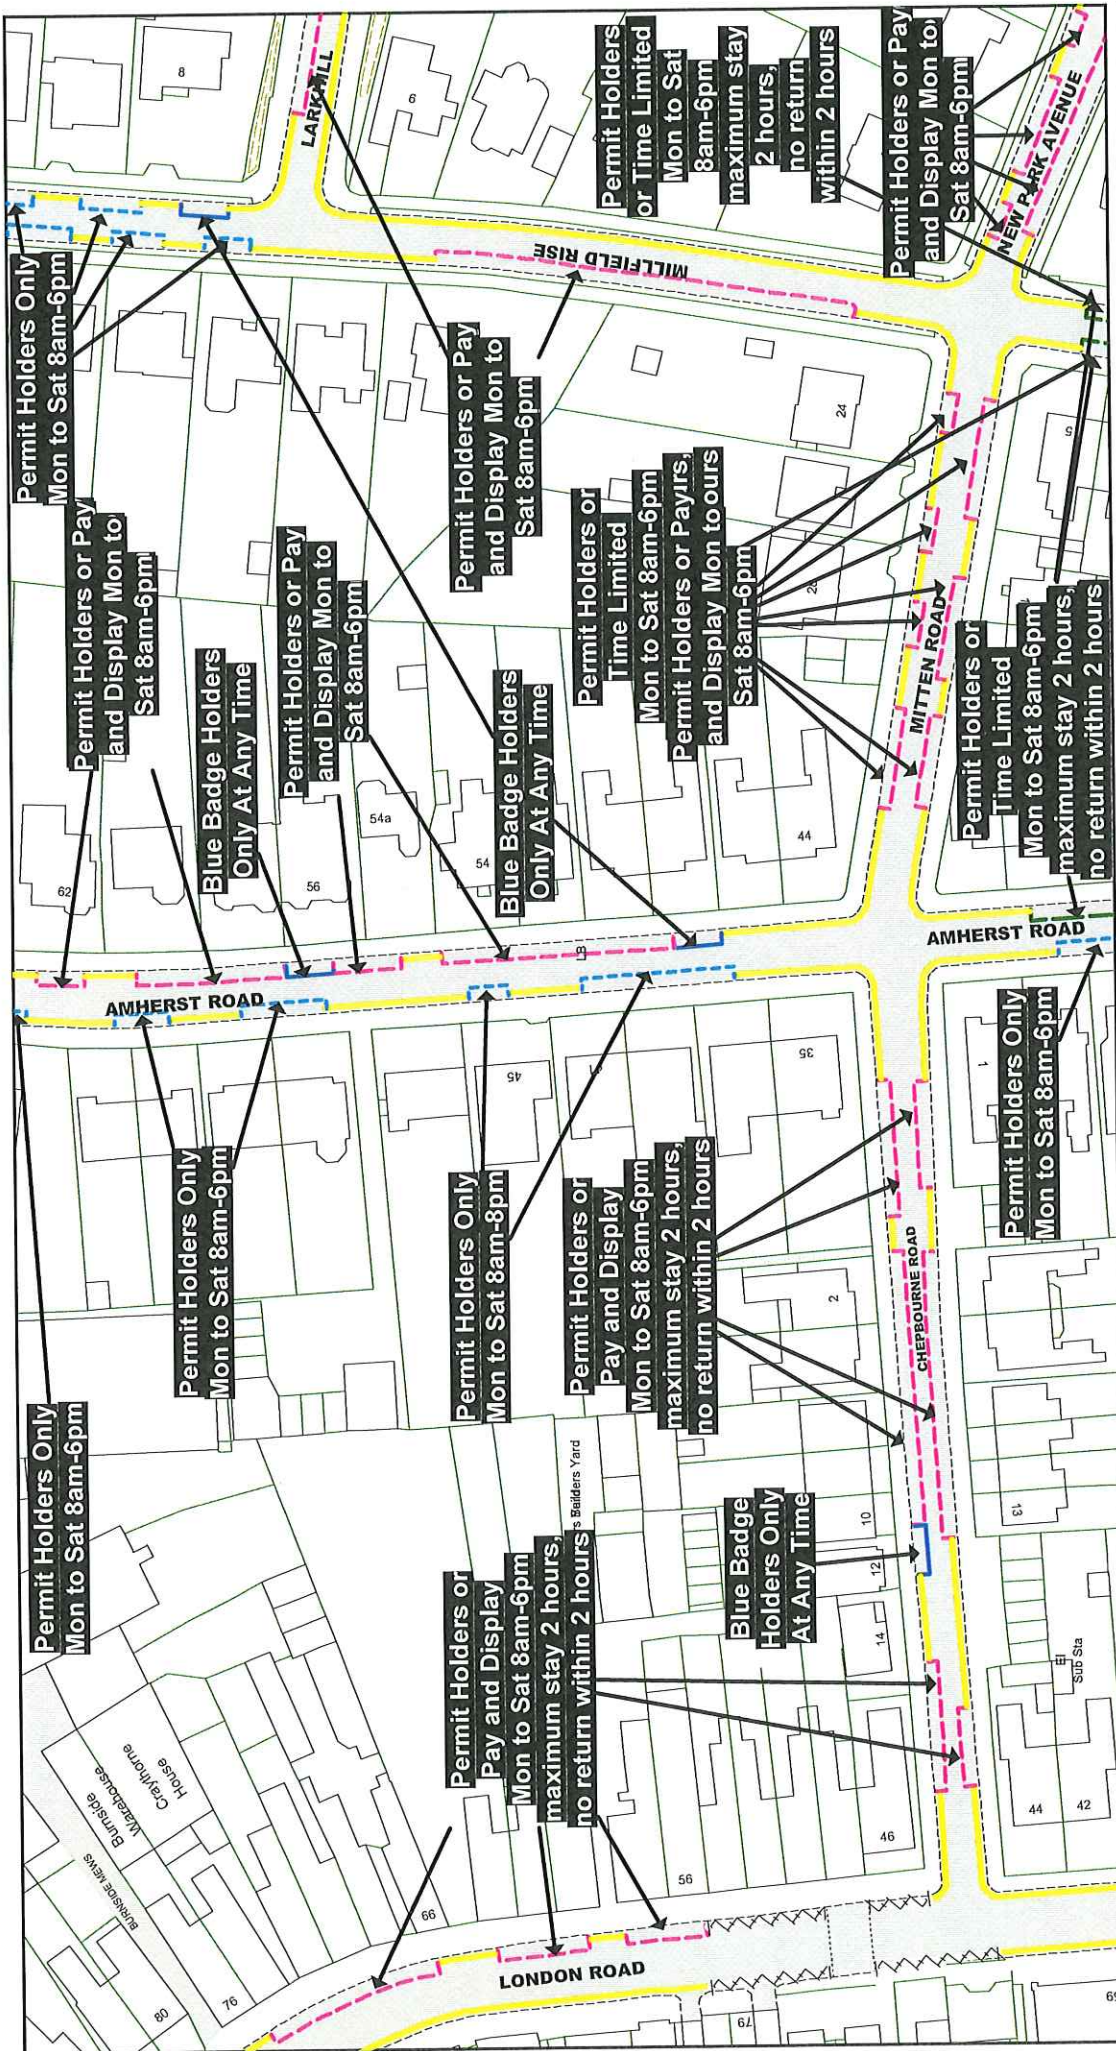 Permit Holders Only
Mon to Sat 8am-6pm
Permit Holders Only
Mon to Sat 8am-6pm
8
LARKHILL
6
Permit Holders or Pay
and Display Mon to
Sat 8am-6pm
62
AMHERST ROAD
Permit Holders Only
Mon to Sat 8am-6pm
Blue Badge Holders
Only At Any Time
56
Permit Holders or Pay
and Display Mon to
Sat 8am-6pm
54a
54
Burnside
Warehouse
Craylhorne
House
BURNSIDE MEWS
80
76
66
Permit Holders or
Pay and Display
Mon to Sat 8am-6pm
maximum stay 2 hours,
no return within 2 hours
s Builders Yard
Permit Holders Only
Mon to Sat 8am-8pm
45
LB
35
Blue Badge Holders
Only At Any Time
Permit Holders or Pay
and Display Mon to
Sat 8am-6pm
MILLFIELD RISE
Permit Holders
or Time Limited
Mon to Sat
8am-6pm
maximum stay
2 hours,
no return
within 2 hours
Permit Holders or
Time Limited
Mon to Sat 8am-6pm
Permit Holders or Pay
irs,
and Display Mon to
ours
Sat 8am-6pm
24
44
Permit Holders or
Pay and Display
Mon to Sat 8am-6pm
maximum stay 2 hours,
no return within 2 hours
LONDON ROAD
56
46
Blue Badge
Holders Only
At Any Time
14
12
10
2
79
CHEPBOURNE ROAD
MITTEN ROAD
AMHERST ROAD
Permit Holders or Pay
and Display Mon to
Sat 8am-6pm
NEW PARK AVENUE
Permit Holders or
Time Limited
Mon to Sat 8am-6pm
maximum stay 2 hours,
no return within 2 hours
Permit Holders Only
Mon to Sat 8am-6pm
1
5
13
El
Sub Sta
44
42